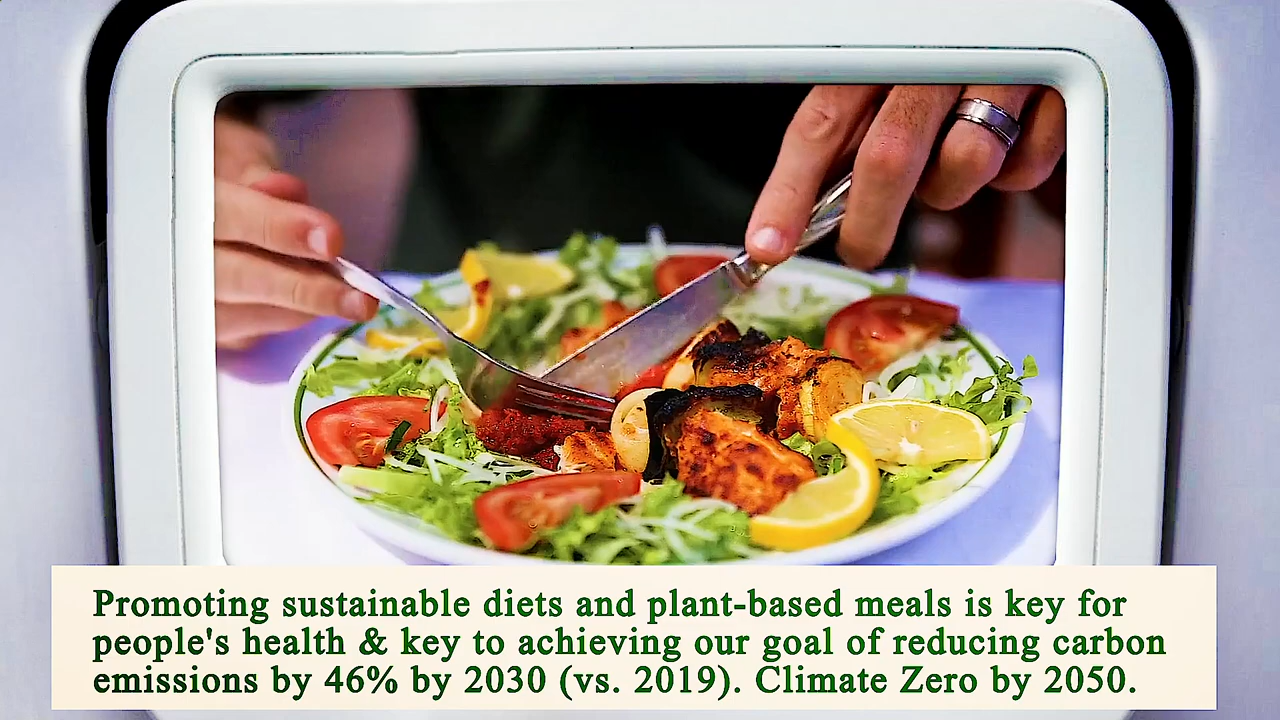 Promoting sustainable diets and plant-based meals is key for
people's health & key to achieving our goal of reducing carbon
emissions by 46% by 2030 (vs. 2019). Climate Zero by 2050.